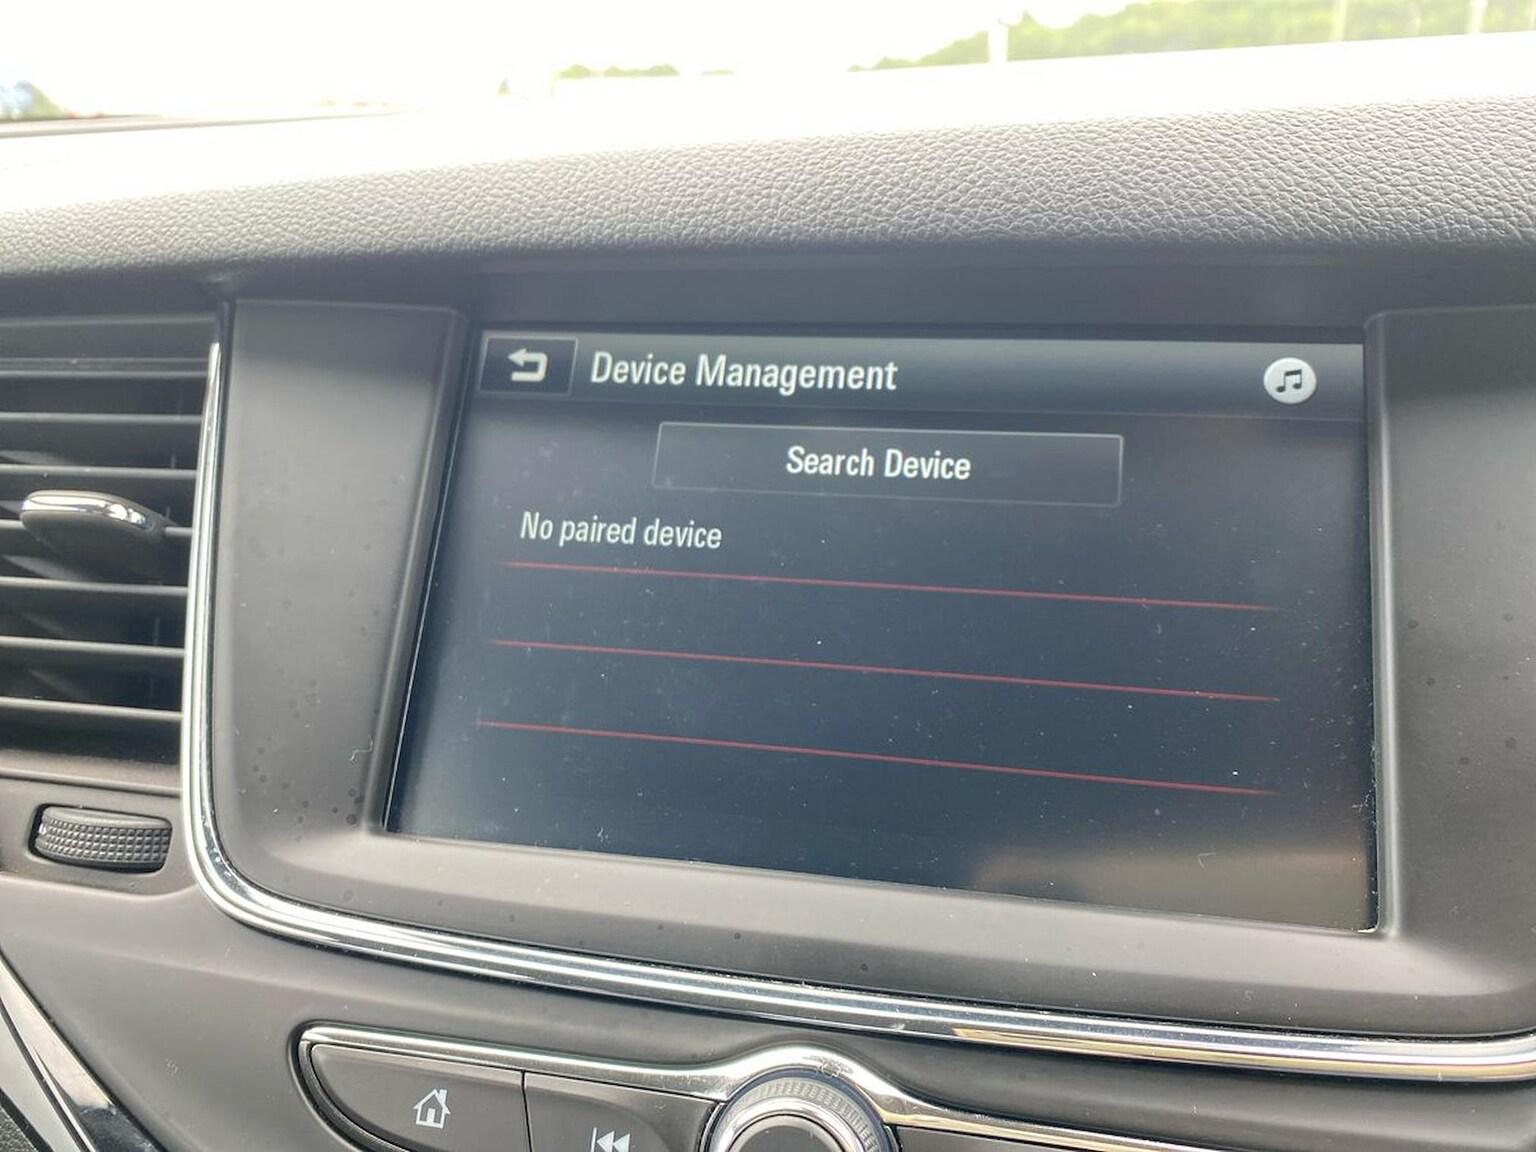 Device Management
Search Device
No paired device